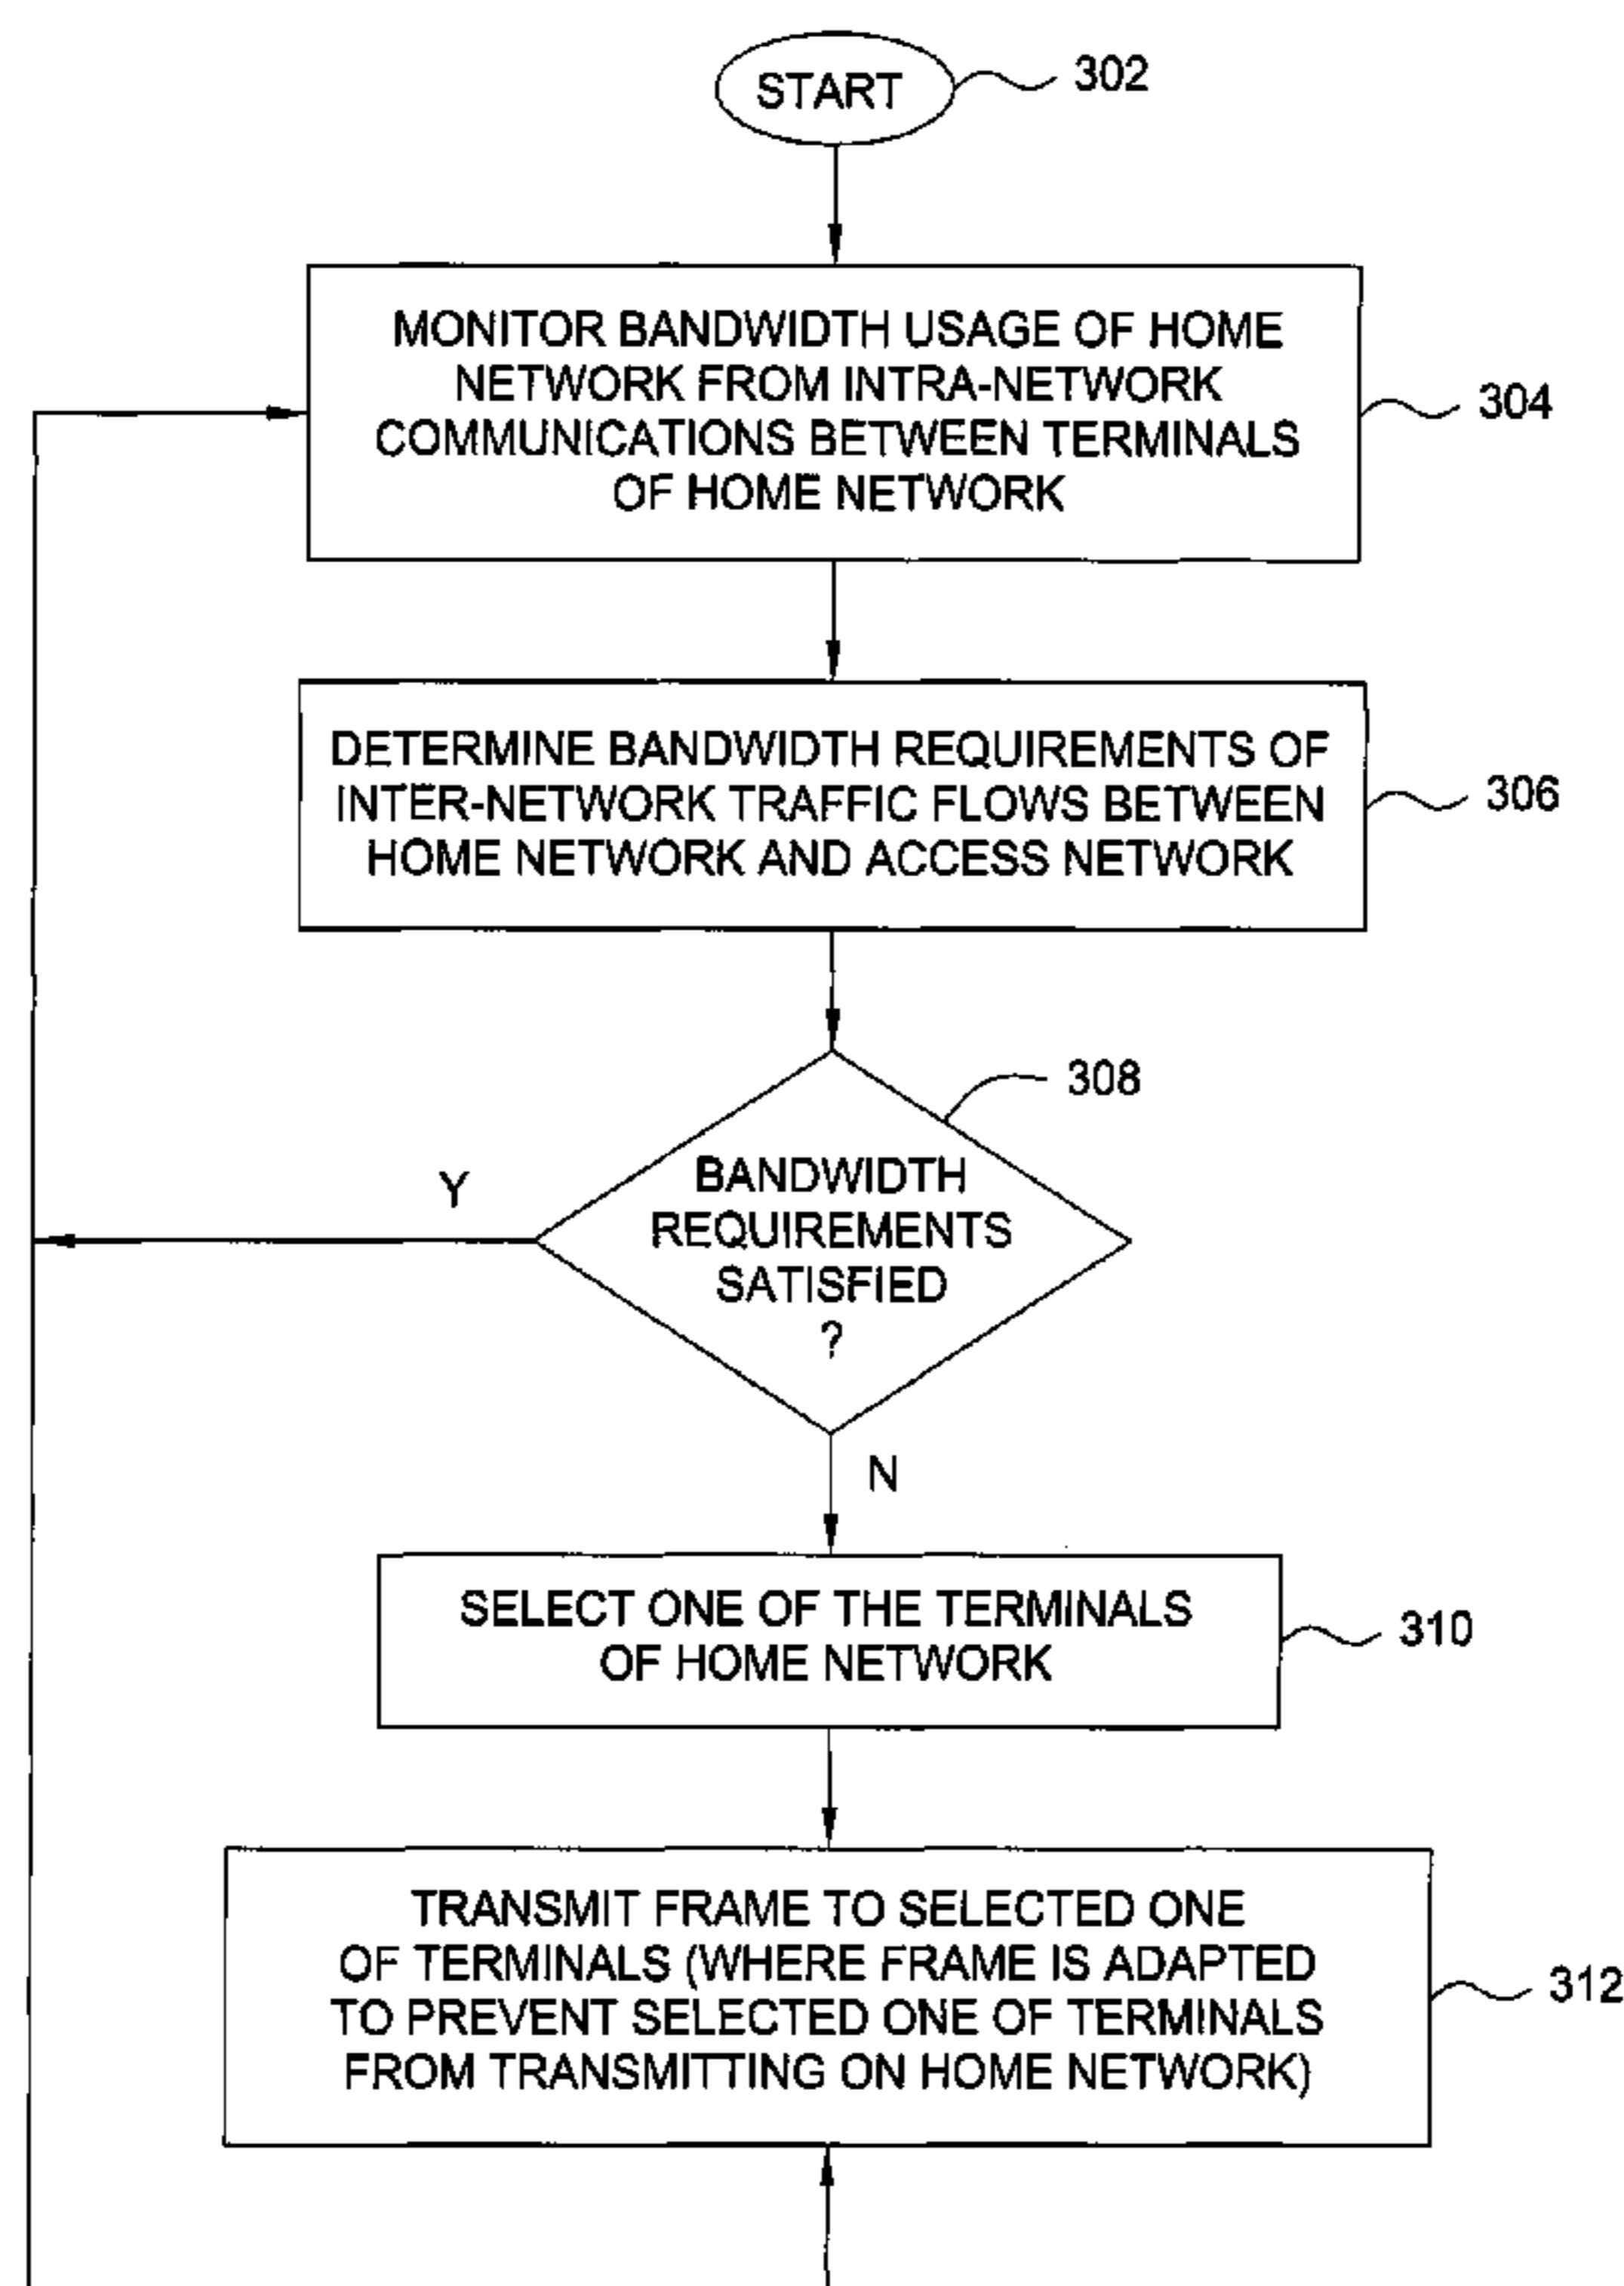 START
302
MONITOR BANDWIDTH USAGE OF HOME
NETWORK FROM INTRA-NETWORK
COMMUNICATIONS BETWEEN TERMINALS
OF HOME NETWORK
304
DETERMINE BANDWIDTH REQUIREMENTS OF
INTER-NETWORK TRAFFIC FLOWS BETWEEN
HOME NETWORK AND ACCESS NETWORK
306
308
BANDWIDTH
REQUIREMENTS
SATISFIED
?
Y
N
SELECT ONE OF THE TERMINALS
OF HOME NETWORK
310
TRANSMIT FRAME TO SELECTED ONE
OF TERMINALS (WHERE FRAME IS ADAPTED
TO PREVENT SELECTED ONE OF TERMINALS
FROM TRANSMITTING ON HOME NETWORK)
312